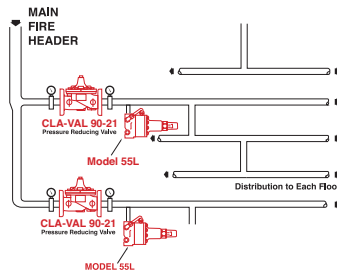 MAIN
FIRE
HEADER
CLA-VAL 90-21
Pressure Reducing Valve
Model 55L
Distribution to Each Floo
CLA-VAL 90-21
Pressure Reducing Valve
MODEL 55L